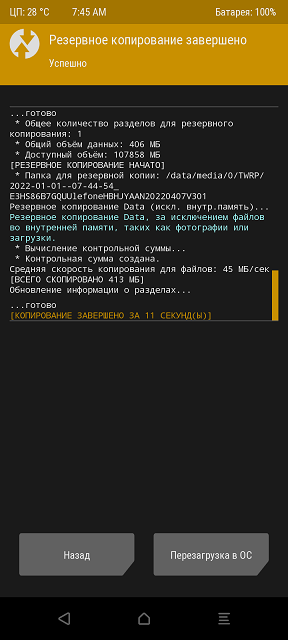 ЦП: 28 °C 7:45 AM Батарея: 100%
Резервное копирование завершено
Успешно
...готово
* Общее количество разделов для резервного
копирования: 1
* Общий объём данных: 406 МБ
* Доступный объём: 107858 МБ
[РЕЗЕРВНОЕ КОПИРОВАНИЕ НАЧАТО]
* Папка для резервной копии: /data/media/0/TWRP/
2022-01-01--07-44-54_
E3HS86B7GQUUlefoneHBHJYAAN20220407V301
Резервное копирование Data (искл. внутр.память)...
Резервное копирование Data, за исключением файлов
во внутренней памяти, таких как фотографии или
загрузки.
* Вычисление контрольной суммы...
* Контрольная сумма создана.
Средняя скорость копирования для файлов: 45 МБ/сек
[ВСЕГО СКОПИРОВАНО 413 МБ]
Обновление информации о разделах...
...готово
[КОПИРОВАНИЕ ЗАВЕРШЕНО ЗА 11 СЕКУНД(Ы)]
Назад
Перезагрузка в ОС